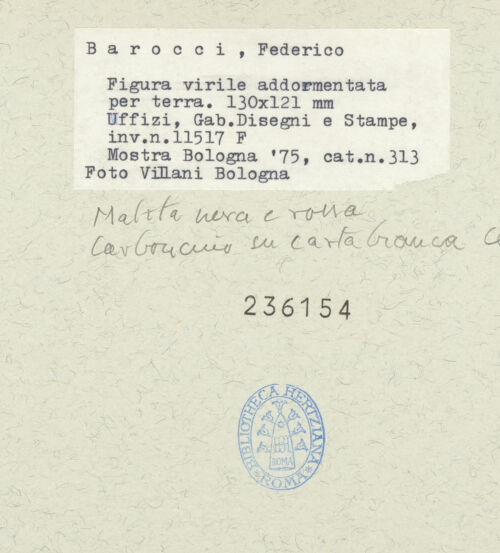 B a r o c c i , Federico
Figura virile addormentata
per terra. 130x121 mm
Uffizi, Gab.Disegni e Stampe,
inv.n.11517 F
Mostra Bologna '75, cat.n.313
Foto Villani Bologna
Matita nera e rossa
Carboncino su carta bianca
236154
BIBLIOTHECA HERTZIANA
ROMA
ROMA